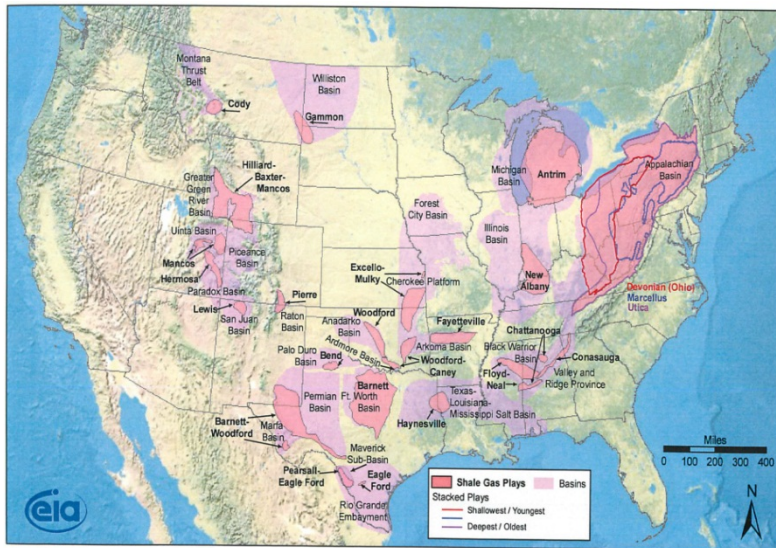 Montana
Thrust
Belt
Cody
Williston
Basin
Gammon
Hilliard-
Baxter-
Mancos
Greater
Green
River
Basin
Michigan
Basin
Antrim
Appalachian
Basin
Forest
City Basin
Illinois
Basin
Uinta Basin
Piceance
Basin
Mancos
Hermosa
Paradox Basin
Excello-
Mulky
Cherokee Platform
New
Albany
Devonian (Ohio)
Marcellus
Utica
Lewis
San Juan
Basin
Pierre
Raton
Basin
Woodford
Anadarko
Basin
Fayetteville
Chattanooga
Palo Duro
Basin
Bend
Ardmore Basin
Arkoma Basin
Woodford-
Caney
Black Warrior
Basin
Conasauga
Floyd-
Neal
Valley and
Ridge Province
Barnett
Permian
Basin
Ft. Worth
Basin
Texas-
Louisiana-
Mississippi Salt Basin
Haynesville
Barnett-
Woodford
Marfa
Basin
Maverick
Sub-Basin
Pearsall-
Eagle Ford
Eagle
Ford
Rio Grande
Embayment
Miles
0 100 200 300 400
N
Shale Gas Plays
Basins
Stacked Plays
Shallowest / Youngest
Deepest / Oldest
eia